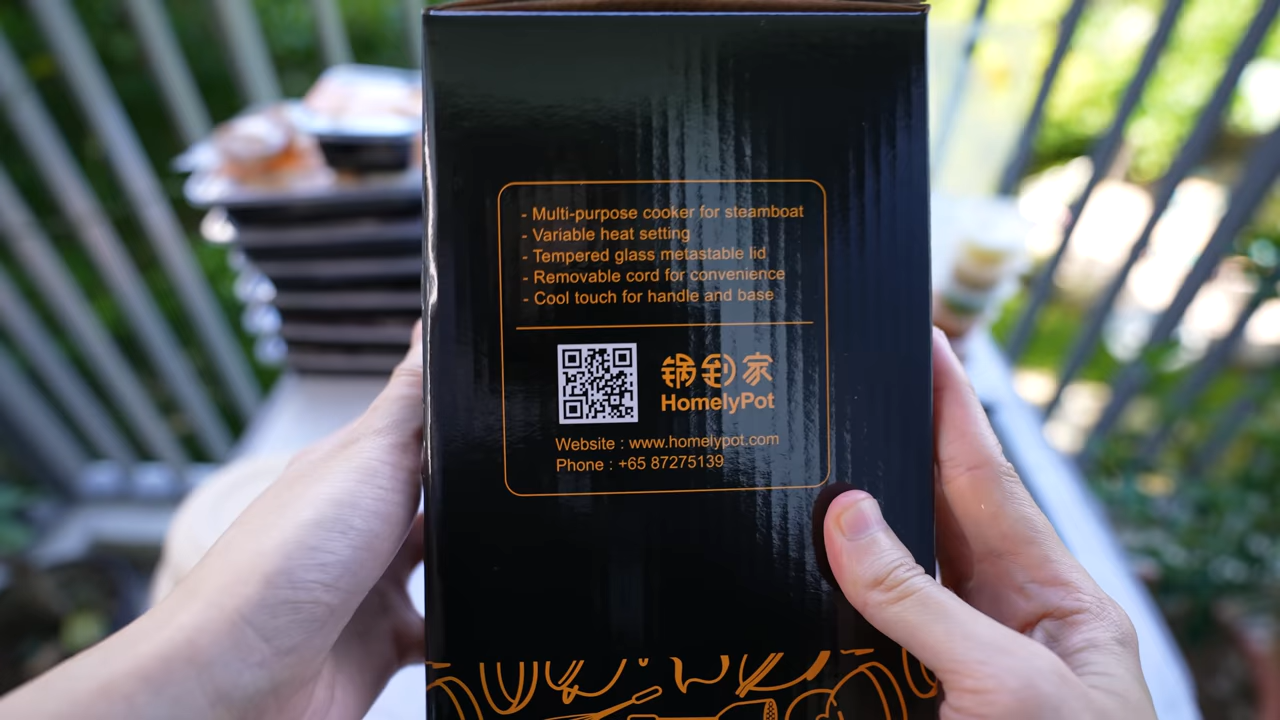 - Multi-purpose cooker for steamboat
- Variable heat setting
- Tempered glass metastable lid
- Removable cord for convenience
- Cool touch for handle and base
锅到家
HomelyPot
Website : www.homelypot.com
Phone : +65 87275139